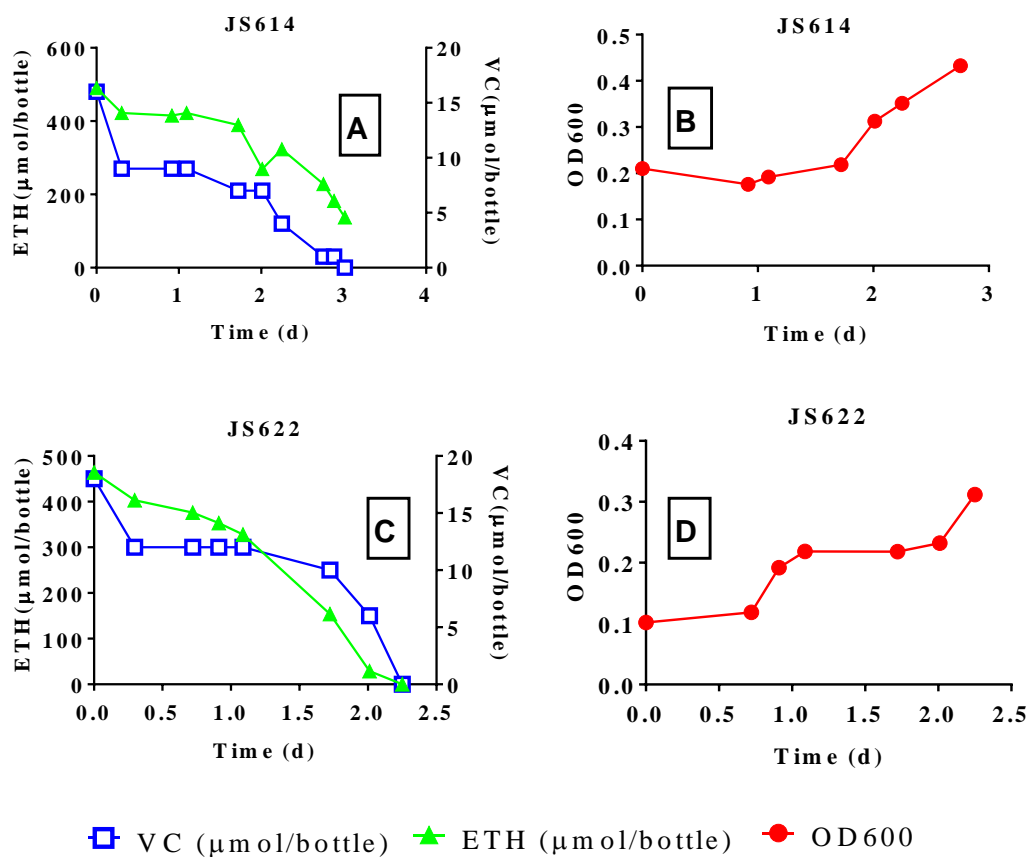 JS614
ETH(µmol/bottle)
600
400
200
0
A
20
15
10
5
0
VC(µmol/bottle)
0 1 2 3 4
Time (d)
JS614
OD600
0.5
0.4
0.3
0.2
0.1
0.0
B
0 1 2 3
Time (d)
JS622
ETH(µmol/bottle)
500
400
300
200
100
0
C
20
15
10
5
0
VC(µmol/bottle)
0.0 0.5 1.0 1.5 2.0 2.5
Time (d)
JS622
OD600
0.4
0.3
0.2
0.1
0.0
D
0.0 0.5 1.0 1.5 2.0 2.5
Time (d)
VC (µmol/bottle) ETH (µmol/bottle) OD600